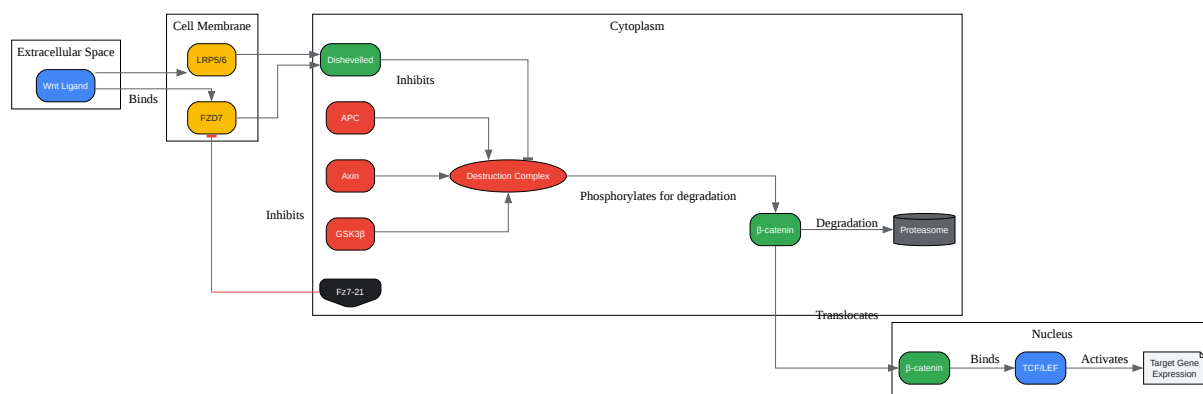 Extracellular Space
Wnt Ligand
Binds
Cell Membrane
LRP5/6
FZD7
Cytoplasm
Dishevelled
Inhibits
APC
Axin
Destruction Complex
Phosphorylates for degradation
GSK3β
Inhibits
Fz7-21
β-catenin
Degradation
Proteasome
Translocates
Nucleus
β-catenin
Binds
TCF/LEF
Activates
Target Gene
Expression